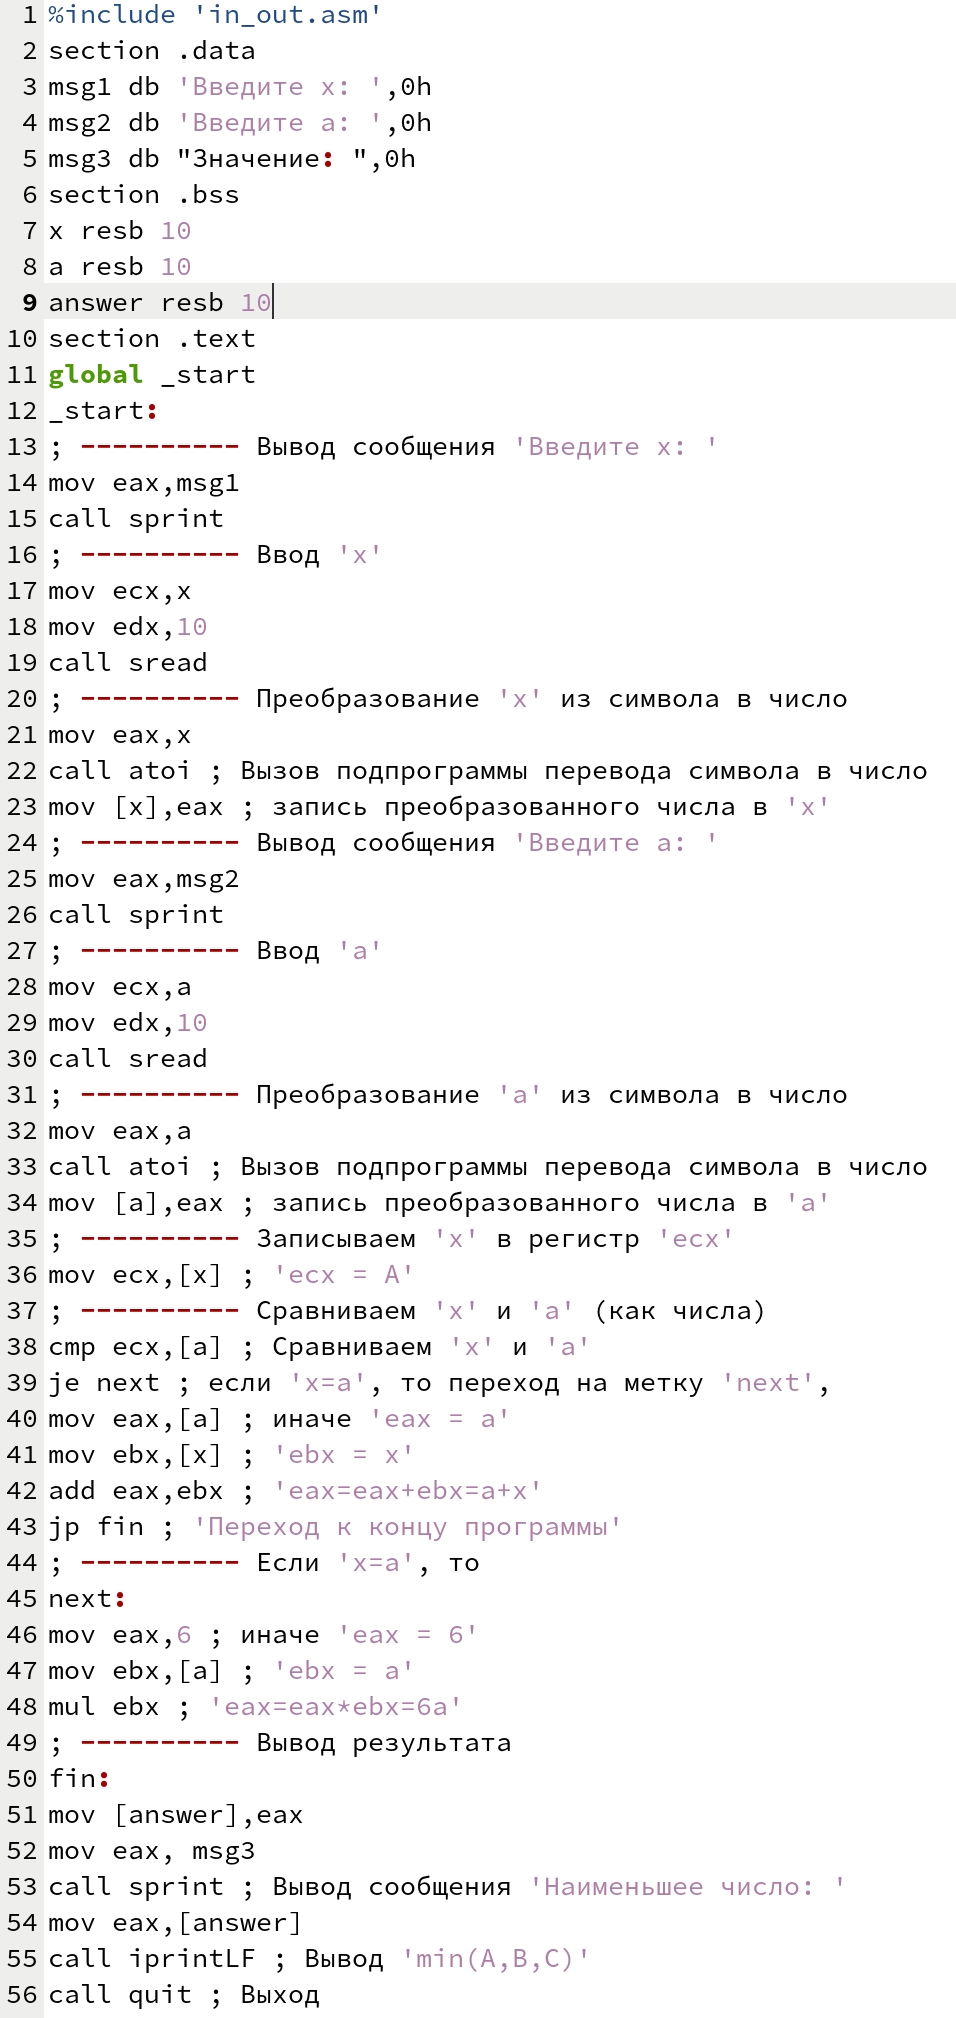 1 %include 'in_out.asm'
2 section .data
3 msg1 db 'Введите x: ',0h
4 msg2 db 'Введите a: ',0h
5 msg3 db "Значение: ",0h
6 section .bss
7 x resb 10
8 a resb 10
9 answer resb 10
10 section .text
11 global _start
12 _start:
13 ; ---------- Вывод сообщения 'Введите x: '
14 mov eax,msg1
15 call sprint
16 ; ---------- Ввод 'x'
17 mov ecx,x
18 mov edx,10
19 call sread
20 ; ---------- Преобразование 'x' из символа в число
21 mov eax,x
22 call atoi ; Вызов подпрограммы перевода символа в число
23 mov [x],eax ; запись преобразованного числа в 'x'
24 ; ---------- Вывод сообщения 'Введите a: '
25 mov eax,msg2
26 call sprint
27 ; ---------- Ввод 'a'
28 mov ecx,a
29 mov edx,10
30 call sread
31 ; ---------- Преобразование 'a' из символа в число
32 mov eax,a
33 call atoi ; Вызов подпрограммы перевода символа в число
34 mov [a],eax ; запись преобразованного числа в 'a'
35 ; ---------- Записываем 'x' в регистр 'ecx'
36 mov ecx,[x] ; 'ecx = A'
37 ; ---------- Сравниваем 'x' и 'a' (как числа)
38 cmp ecx,[a] ; Сравниваем 'x' и 'a'
39 je next ; если 'x=a', то переход на метку 'next',
40 mov eax,[a] ; иначе 'eax = a'
41 mov ebx,[x] ; 'ebx = x'
42 add eax,ebx ; 'eax=eax+ebx=a+x'
43 jp fin ; 'Переход к концу программы'
44 ; ---------- Если 'x=a', то
45 next:
46 mov eax,6 ; иначе 'eax = 6'
47 mov ebx,[a] ; 'ebx = a'
48 mul ebx ; 'eax=eax*ebx=6a'
49 ; ---------- Вывод результата
50 fin:
51 mov [answer],eax
52 mov eax, msg3
53 call sprint ; Вывод сообщения 'Наименьшее число: '
54 mov eax,[answer]
55 call iprintLF ; Вывод 'min(A,B,C)'
56 call quit ; Выход